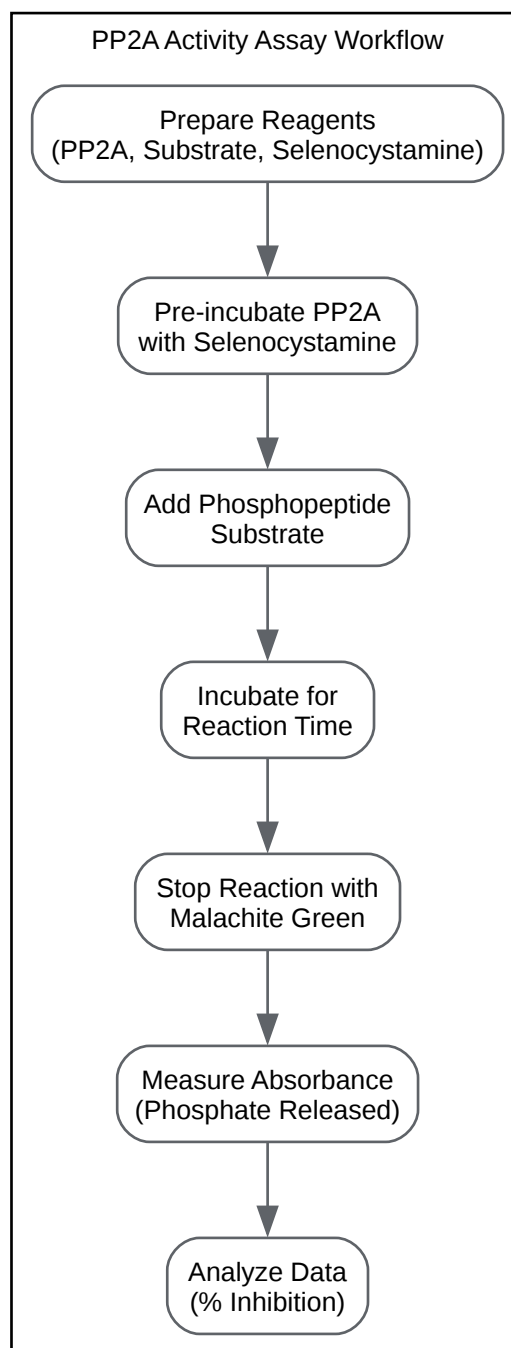 PP2A Activity Assay Workflow
Prepare Reagents
(PP2A, Substrate, Selenocystamine)
Pre-incubate PP2A
with Selenocystamine
Add Phosphopeptide
Substrate
Incubate for
Reaction Time
Stop Reaction with
Malachite Green
Measure Absorbance
(Phosphate Released)
Analyze Data
(% Inhibition)